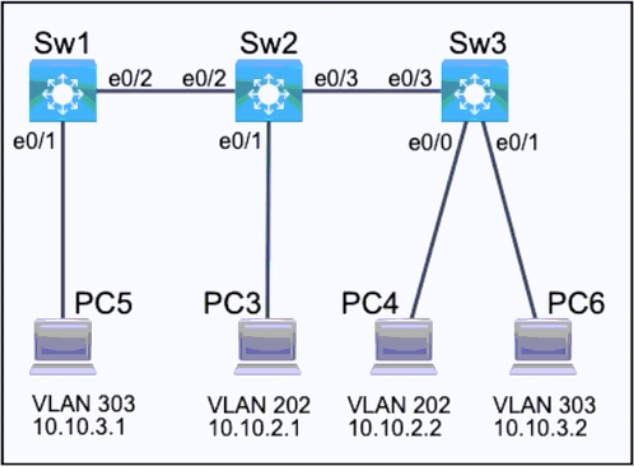 Sw1
Sw2
Sw3
e0/2
e0/2
e0/3
e0/3
e0/1
e0/1
e0/0
e0/1
PC5
PC3
PC4
PC6
VLAN 303
10.10.3.1
VLAN 202
10.10.2.1
VLAN 202
10.10.2.2
VLAN 303
10.10.3.2